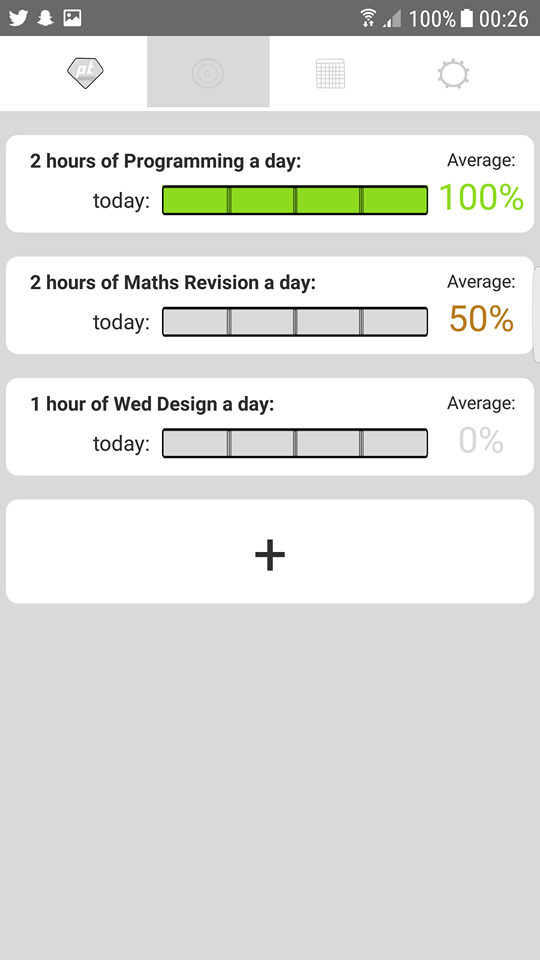 100% 00:26
pt
2 hours of Programming a day:
Average:
today:
100%
2 hours of Maths Revision a day:
Average:
today:
50%
1 hour of Wed Design a day:
Average:
today:
0%
+